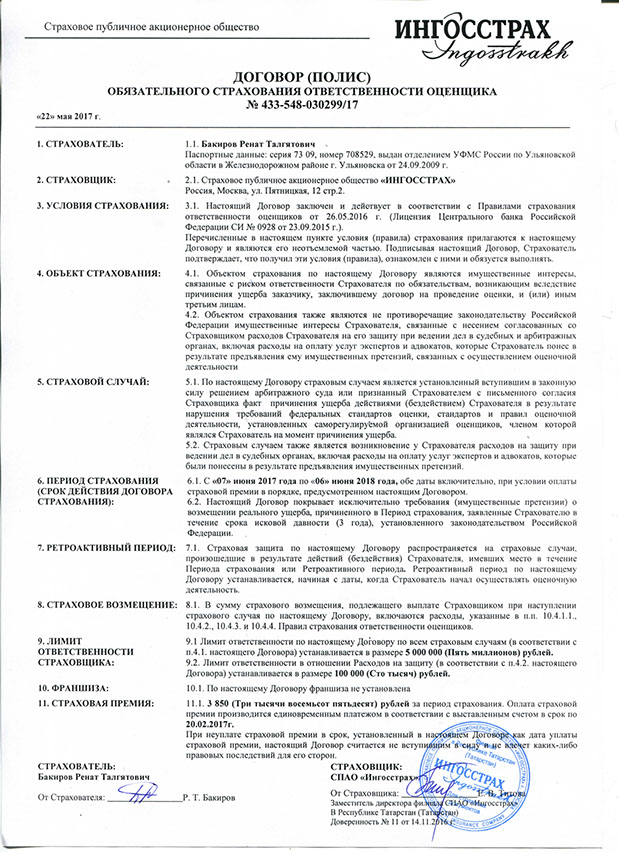 Страховое публичное акционерное общество
ИНГОССТРАХ
Ingosstrakh
ДОГОВОР (ПОЛИС)
ОБЯЗАТЕЛЬНОГО СТРАХОВАНИЯ ОТВЕТСТВЕННОСТИ ОЦЕНЩИКА
№ 433-548-030299/17
«22» мая 2017 г.
1. СТРАХОВАТЕЛЬ:
1.1. Бакиров Ренат Талгятович
Паспортные данные: серия 73 09, номер 708529, выдан отделением УФМС России по Ульяновской
области в Железнодорожном районе г. Ульяновска от 24.09.2009 г.
2. СТРАХОВЩИК:
2.1. Страховое публичное акционерное общество «ИНГОССТРАХ»
Россия, Москва, ул. Пятницкая, 12 стр.2.
3. УСЛОВИЯ СТРАХОВАНИЯ:
3.1. Настоящий Договор заключен и действует в соответствии с Правилами страхования
ответственности оценщиков от 26.05.2016 г. (Лицензия Центрального банка Российской
Федерации СИ № 0928 от 23.09.2015 г.).
Перечисленные в настоящем пункте условия (правила) страхования прилагаются к настоящему
Договору и являются его неотъемлемой частью. Подписывая настоящий Договор, Страхователь
подтверждает, что получил эти условия (правила), ознакомлен с ними и обязуется выполнять.
4. ОБЪЕКТ СТРАХОВАНИЯ:
4.1. Объектом страхования по настоящему Договору являются имущественные интересы,
связанные с риском ответственности Страхователя по обязательствам, возникающим вследствие
причинения ущерба заказчику, заключившему договор на проведение оценки, и (или) иным
третьим лицам.
4.2. Объектом страхования также являются не противоречащие законодательству Российской
Федерации имущественные интересы Страхователя, связанные с несением согласованных со
Страховщиком расходов Страхователя на его защиту при ведении дел в судебных и арбитражных
органах, включая расходы на оплату услуг экспертов и адвокатов, которые Страхователь понес в
результате предъявления ему имущественных претензий, связанных с осуществлением оценочной
деятельности
5. СТРАХОВОЙ СЛУЧАЙ:
5.1. По настоящему Договору страховым случаем является установленный вступившим в законную
силу решением арбитражного суда или признанный Страхователем с письменного согласия
Страховщика факт причинения ущерба действиями (бездействием) Страхователя в результате
нарушения требований федеральных стандартов оценки, стандартов и правил оценочной
деятельности, установленных саморегулируемой организацией оценщиков, членом которой
являлся Страхователь на момент причинения ущерба.
5.2. Страховым случаем также является возникновение у Страхователя расходов на защиту при
ведении дел в судебных органах, включая расходы на оплату услуг экспертов и адвокатов, которые
были понесены в результате предъявления имущественных претензий.
6. ПЕРИОД СТРАХОВАНИЯ
(СРОК ДЕЙСТВИЯ ДОГОВОРА
СТРАХОВАНИЯ):
6.1. С «07» июня 2017 года по «06» июня 2018 года, обе даты включительно, при условии оплаты
страховой премии в порядке, предусмотренном настоящим Договором.
6.2. Настоящий Договор покрывает исключительно требования (имущественные претензии) о
возмещении реального ущерба, причиненного в Период страхования, заявленные Страхователю в
течение срока исковой давности (3 года), установленного законодательством Российской
Федерации.
7. РЕТРОАКТИВНЫЙ ПЕРИОД:
7.1. Страховая защита по настоящему Договору распространяется на страховые случаи,
произошедшие в результате действий (бездействия) Страхователя, имевших место в течение
Периода страхования или Ретроактивного периода. Ретроактивный период по настоящему
Договору устанавливается, начиная с даты, когда Страхователь начал осуществлять оценочную
деятельность.
8. СТРАХОВОЕ ВОЗМЕЩЕНИЕ:
8.1. В сумму страхового возмещения, подлежащего выплате Страховщиком при наступлении
страхового случая по настоящему Договору, включаются расходы, указанные в п.п. 10.4.1.1.,
10.4.2., 10.4.3. и 10.4.4. Правил страхования ответственности оценщиков.
9. ЛИМИТ
ОТВЕТСТВЕННОСТИ
СТРАХОВЩИКА:
9.1 Лимит ответственности по настоящему Договору по всем страховым случаям (в соответствии с
п.4.1. настоящего Договора) устанавливается в размере 5 000 000 (Пять миллионов) рублей.
9.2. Лимит ответственности в отношении Расходов на защиту (в соответствии с п.4.2. настоящего
Договора) устанавливается в размере 100 000 (Сто тысяч) рублей.
10. ФРАНШИЗА:
10.1. По настоящему Договору франшиза не установлена
11. СТРАХОВАЯ ПРЕМИЯ:
11.1. 3 850 (Три тысячи восемьсот пятьдесят) рублей за период страхования. Оплата страховой
премии производится единовременным платежом в соответствии с выставленным счетом в срок по
20.02.2017г.
При неуплате страховой премии в срок, установленный в настоящем Договоре как дата уплаты
страховой премии, настоящий Договор считается не вступившим в силу и не влечет каких-либо
правовых последствий для его сторон.
СТРАХОВАТЕЛЬ:
Бакиров Ренат Талгятович
От Страхователя:
Р. Т. Бакиров
СТРАХОВЩИК:
СПАО «Ингосстрах»
От Страховщика:
Е. В. Титова
Заместитель директора филиала СПАО «Ингосстрах»
В Республике Татарстан (Татарстан)
Доверенность № 11 от 14.11.2016 г.
ИНГОССТРАХ